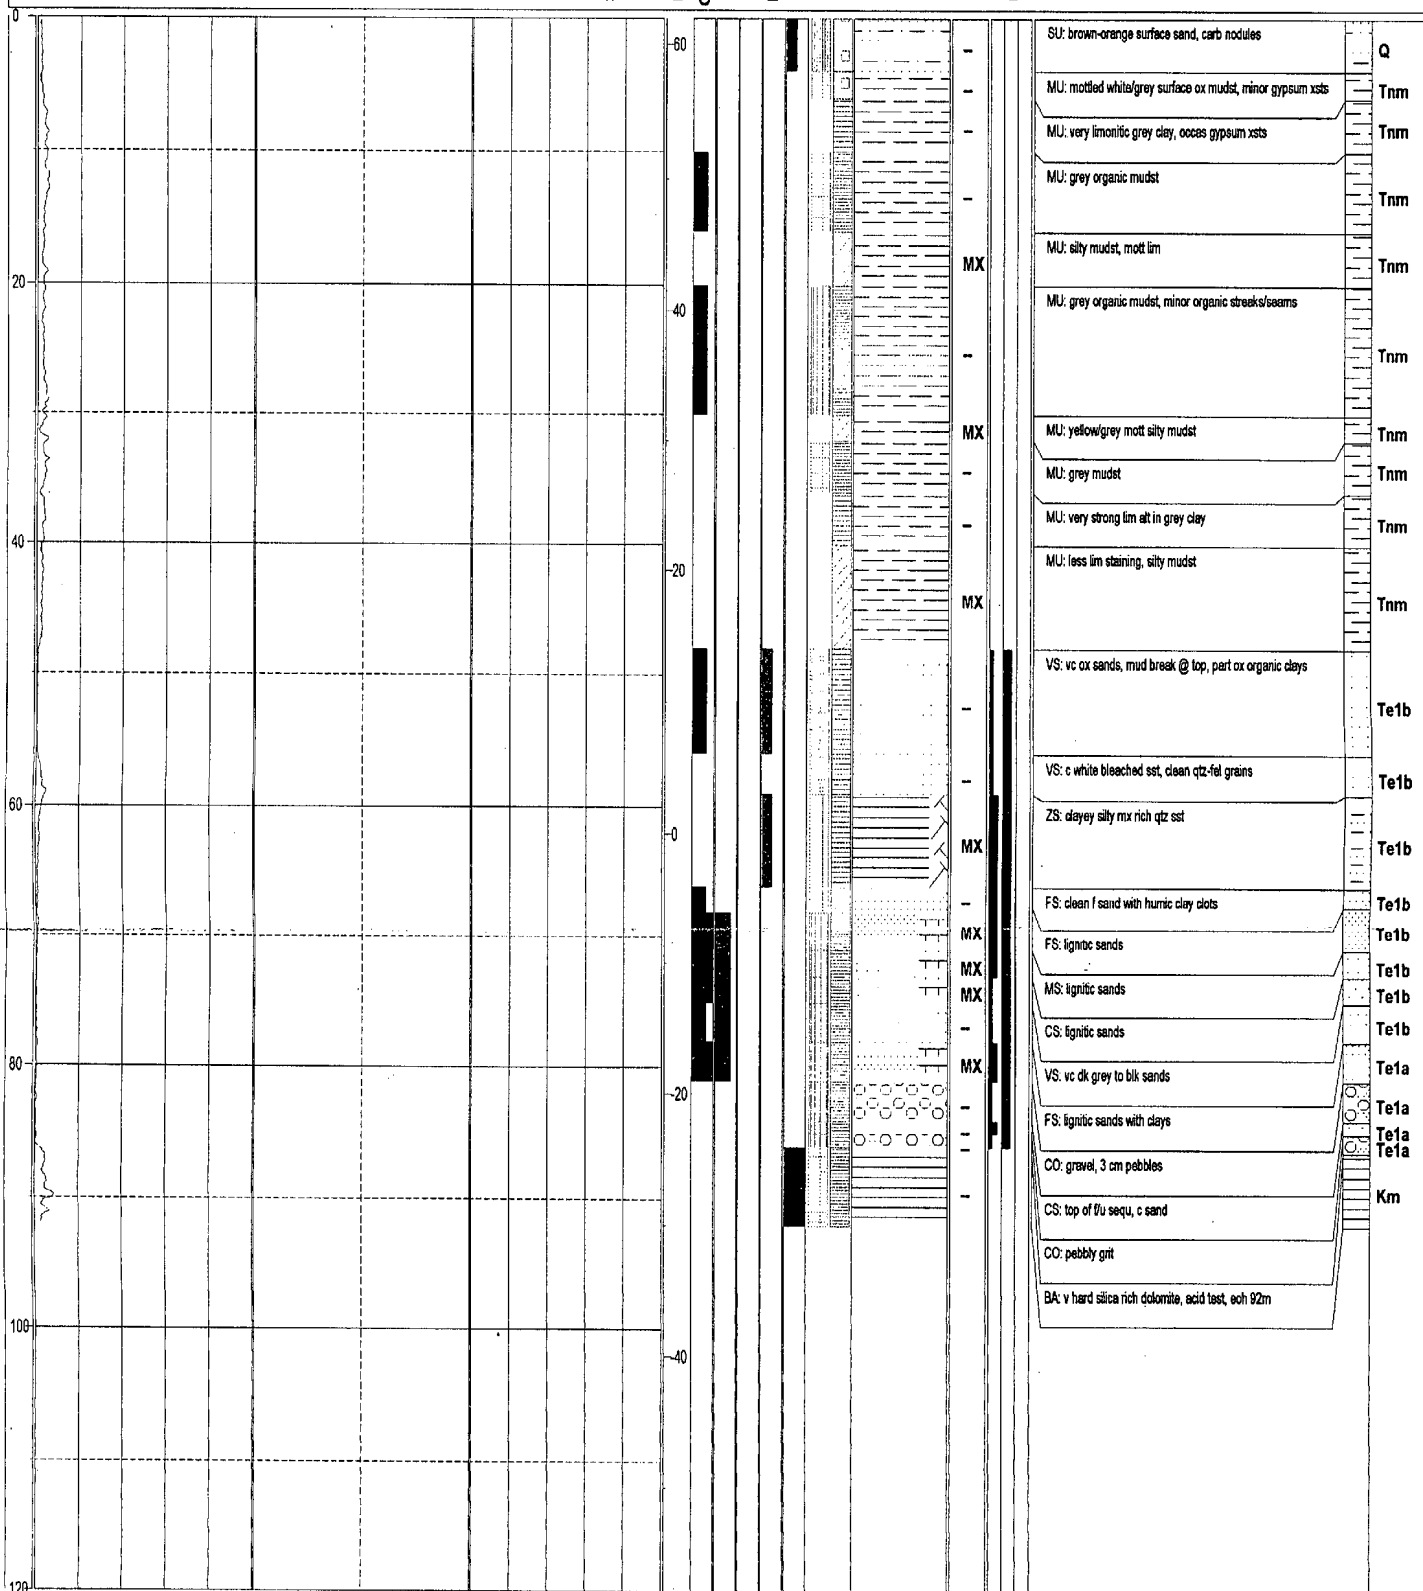 0
60
SU: brown-orange surface sand, carb nodules
Q
MU: mottled white/grey surface ox mudst, minor gypsum xsts
Tnm
MU: very limonitic grey clay, occas gypsum xsts
Tnm
MU: grey organic mudst
Tnm
MU: silty mudst, mott lim
MX
Tnm
20
40
MU: grey organic mudst, minor organic streaks/seams
Tnm
MU: yellow/grey mott silty mudst
MX
Tnm
MU: grey mudst
Tnm
MU: very strong lim alt in grey clay
Tnm
40
20
MU: less lim staining, silty mudst
MX
Tnm
VS: vc ox sands, mud break @ top, part ox organic clays
Te1b
VS: c white bleached sst, clean qtz-fel grains
Te1b
60
0
ZS: clayey silty mx rich qtz sst
MX
Te1b
FS: clean f sand with humic clay clots
Te1b
MX
FS: lignitic sands
Te1b
MX
Te1b
MS: lignitic sands
MX
Te1b
CS: lignitic sands
Te1b
80
MX
VS: vc dk grey to blk sands
Te1a
-20
FS: lignitic sands with clays
Te1a
Te1a
Te1a
CO: gravel, 3 cm pebbles
Km
CS: top of f/u sequ, c sand
CO: pebbly grit
BA: v hard silica rich dolomite, acid test, eoh 92m
100
-40
120